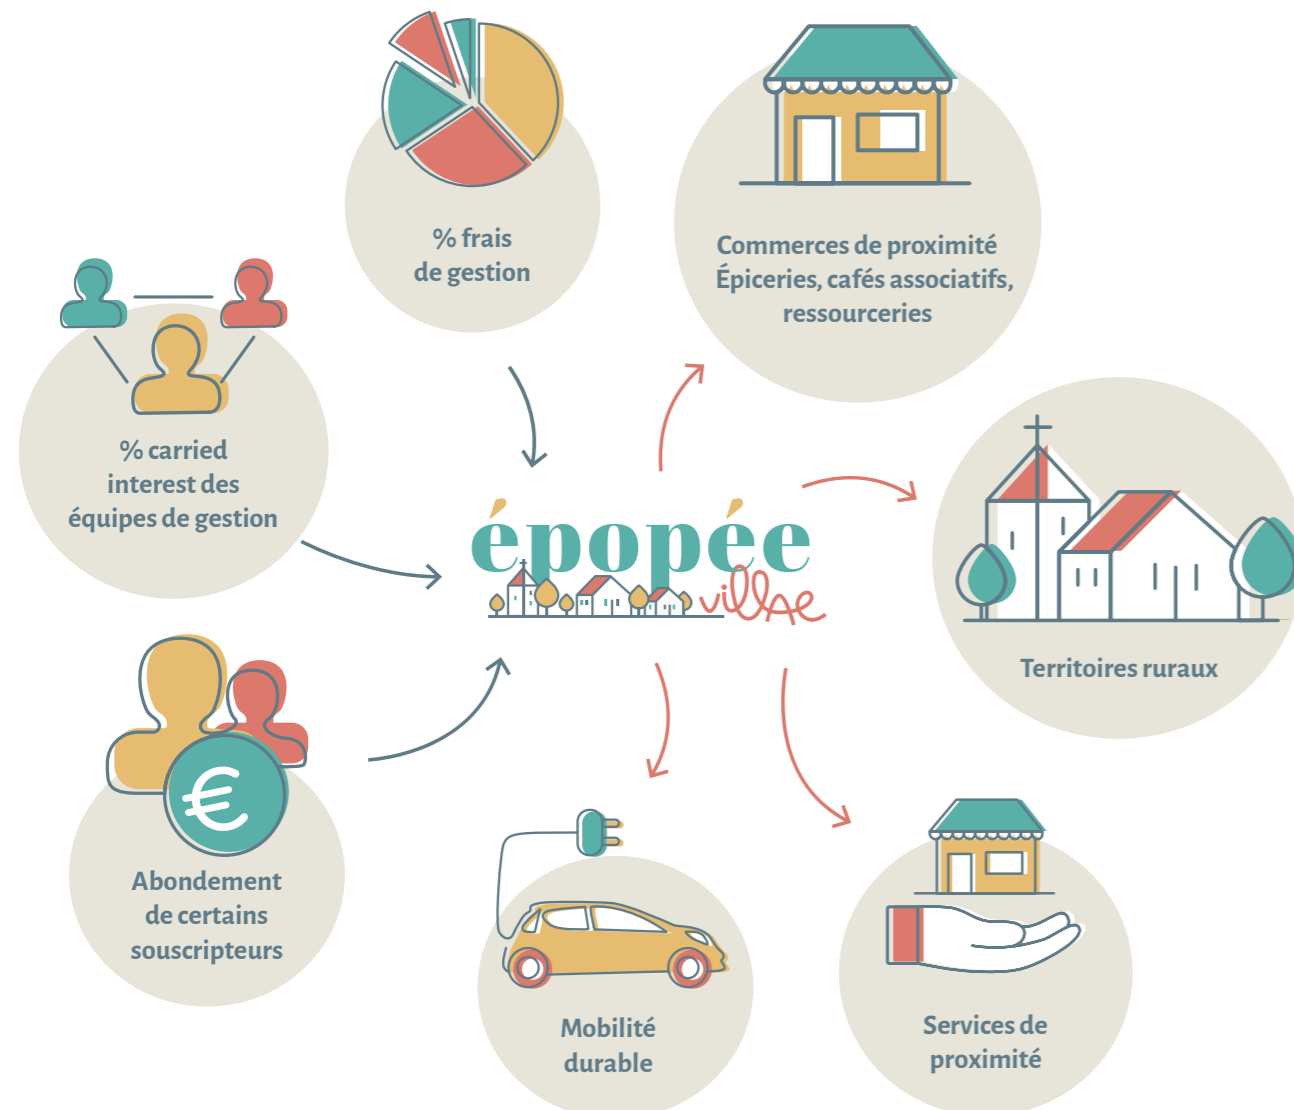 % frais
de gestion
Commerces de proximité
Épiceries, cafés associatifs,
ressourceries
% carried
interest des
équipes de gestion
épopée
village
Territoires ruraux
€
Abondement
de certains
souscripteurs
Mobilité
durable
Services de
proximité